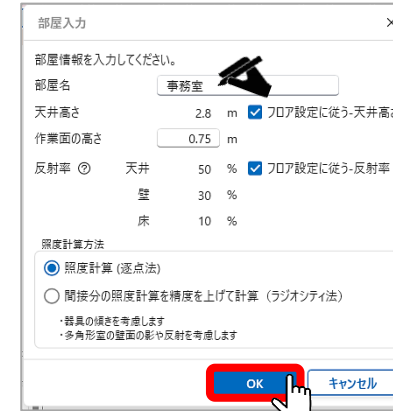 部屋入力
部屋情報を入力してください。
部屋名 事務室
天井高さ 2.8 m フロア設定に従う-天井高さ
作業面の高さ 0.75 m
反射率 ? 天井 50 % フロア設定に従う-反射率
壁 30 %
床 10 %
照度計算方法
照度計算 (逐点法)
間接分の照度計算を精度を上げて計算 (ラジオシティ法)
・器具の傾きを考慮します
・多角形室の壁面の影や反射を考慮します
OK キャンセル